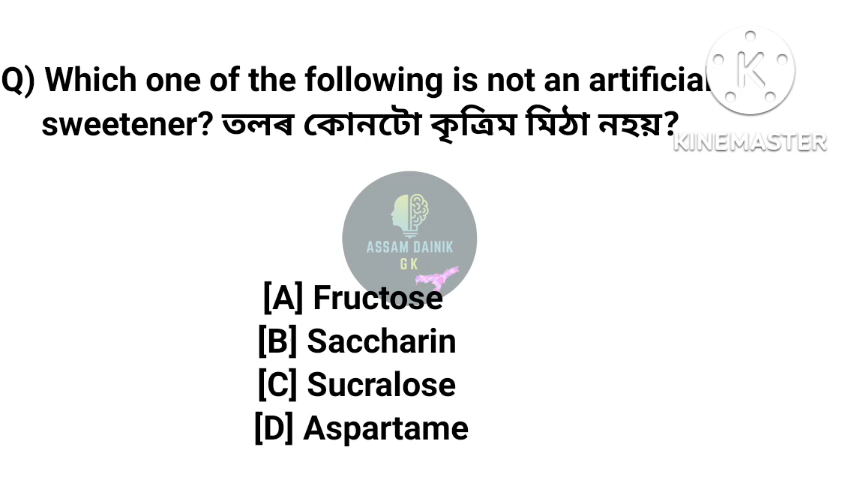 Q) Which one of the following is not an artificial
sweetener? তলৰ কোনটো কৃত্ৰিম মিঠা নহয়?
K
KINEMASTER
ASSAM DAINIK
GK
[A] Fructose
[B] Saccharin
[C] Sucralose
[D] Aspartame